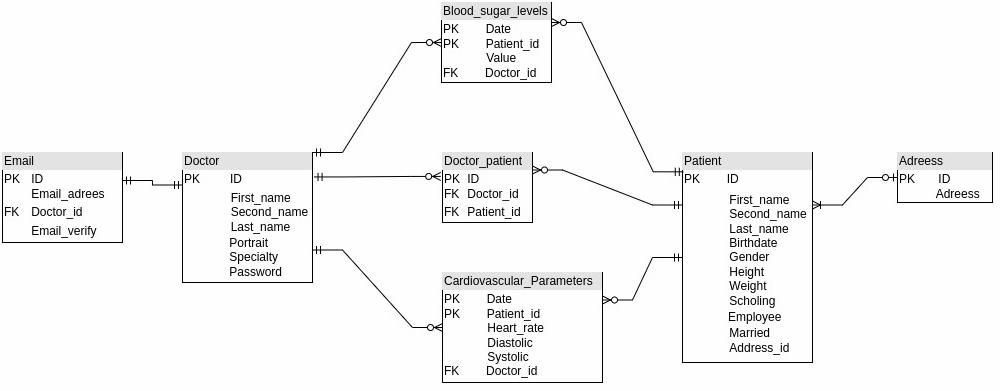 Blood_sugar_levels
PK Date
PK Patient_id
Value
FK Doctor_id
Email
PK ID
Email_adrees
FK Doctor_id
Email_verify
Doctor
PK ID
First_name
Second_name
Last_name
Portrait
Specialty
Password
Doctor_patient
PK ID
FK Doctor_id
FK Patient_id
Cardiovascular_Parameters
PK Date
PK Patient_id
Heart_rate
Diastolic
Systolic
FK Doctor_id
Patient
PK ID
First_name
Second_name
Last_name
Birthdate
Gender
Height
Weight
Scholing
Employee
Married
Address_id
Adreess
PK ID
Adreess